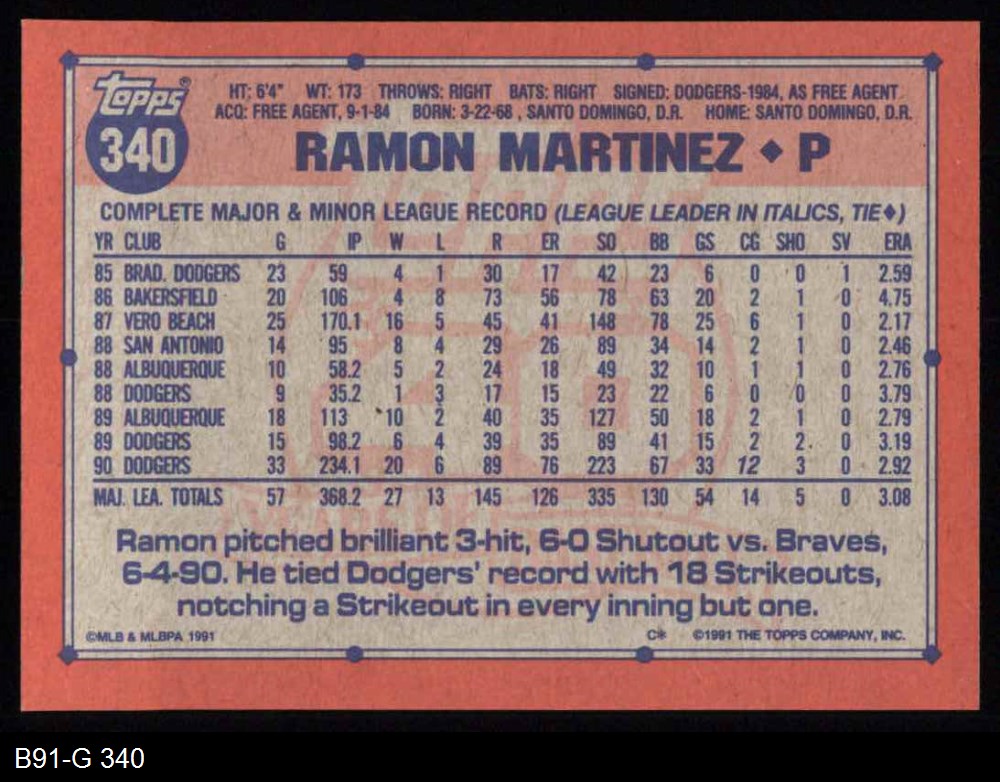 topps®
340
HT: 6'4" WT: 173 THROWS: RIGHT BATS: RIGHT SIGNED: DODGERS-1984, AS FREE AGENT
ACQ: FREE AGENT, 9-1-84 BORN: 3-22-68 , SANTO DOMINGO, D.R. HOME: SANTO DOMINGO, D.R.
RAMON MARTINEZ ♦ P
COMPLETE MAJOR & MINOR LEAGUE RECORD (LEAGUE LEADER IN ITALICS, TIE♦)
YR CLUB G IP W L R ER SO BB GS CG SHO SV ERA
85 BRAD. DODGERS 23 59 4 1 30 17 42 23 6 0 0 1 2.59
86 BAKERSFIELD 20 106 4 8 73 56 78 63 20 2 1 0 4.75
87 VERO BEACH 25 170.1 16 5 45 41 148 78 25 6 1 0 2.17
88 SAN ANTONIO 14 95 8 4 29 26 89 34 14 2 1 0 2.46
88 ALBUQUERQUE 10 58.2 5 2 24 18 49 32 10 1 1 0 2.76
88 DODGERS 9 35.2 1 3 17 15 23 22 6 0 0 0 3.79
89 ALBUQUERQUE 18 113 10 2 40 35 127 50 18 2 1 0 2.79
89 DODGERS 15 98.2 6 4 39 35 89 41 15 2 2 0 3.19
90 DODGERS 33 234.1 20 6 89 76 223 67 33 12 3 0 2.92
MAJ. LEA. TOTALS 57 368.2 27 13 145 126 335 130 54 14 5 0 3.08
Ramon pitched brilliant 3-hit, 6-0 Shutout vs. Braves,
6-4-90. He tied Dodgers' record with 18 Strikeouts,
notching a Strikeout in every inning but one.
©MLB & MLBPA 1991 C* ©1991 THE TOPPS COMPANY, INC.
B91-G 340